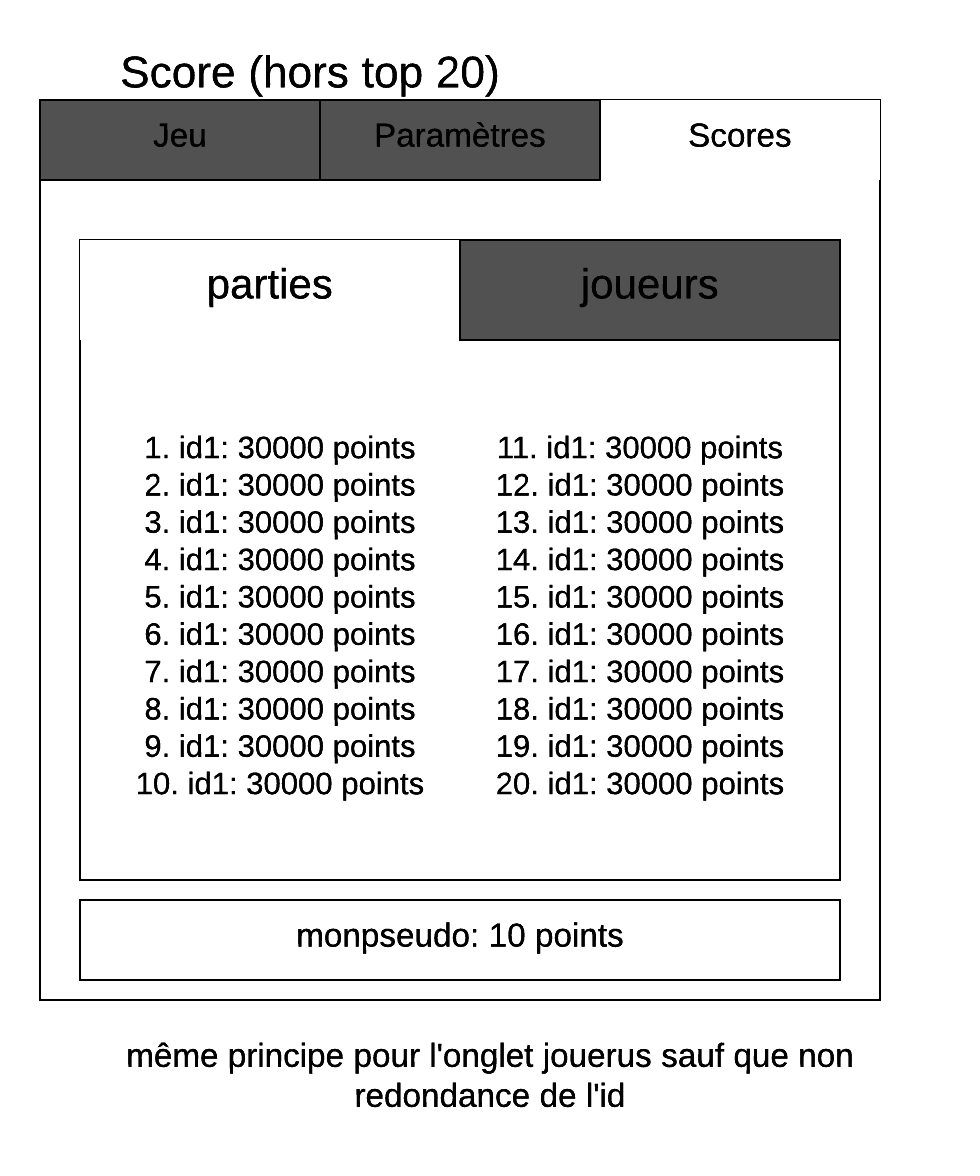 Score (hors top 20)
Jeu
Paramètres
Scores
parties
joueurs
1. id1: 30000 points
2. id1: 30000 points
3. id1: 30000 points
4. id1: 30000 points
5. id1: 30000 points
6. id1: 30000 points
7. id1: 30000 points
8. id1: 30000 points
9. id1: 30000 points
10. id1: 30000 points
11. id1: 30000 points
12. id1: 30000 points
13. id1: 30000 points
14. id1: 30000 points
15. id1: 30000 points
16. id1: 30000 points
17. id1: 30000 points
18. id1: 30000 points
19. id1: 30000 points
20. id1: 30000 points
monpseudo: 10 points
même principe pour l'onglet jouerus sauf que non
redondance de l'id